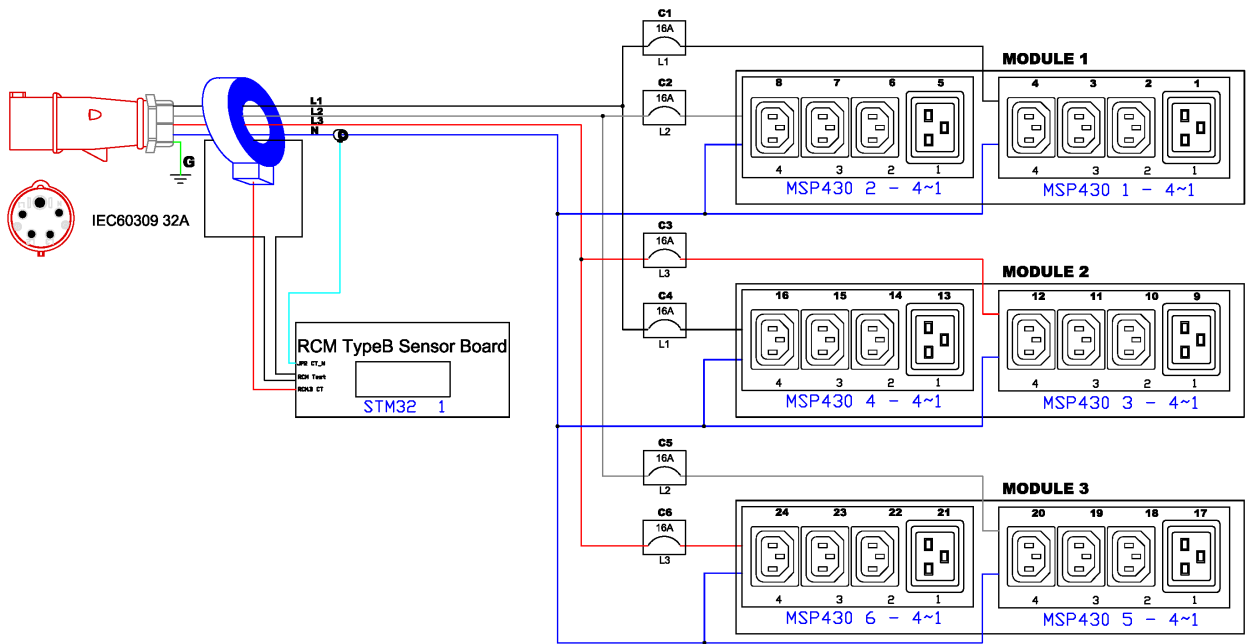 C1
16A
L1
C2
16A
L2
MODULE 1
8 7 6 5
4 3 2 1
4 3 2 1
MSP430 2 - 4~1
4 3 2 1
MSP430 1 - 4~1
L1
L2
L3
N
G
P
IEC60309 32A
C3
16A
L3
C4
16A
L1
MODULE 2
16 15 14 13
12 11 10 9
4 3 2 1
MSP430 4 - 4~1
4 3 2 1
MSP430 3 - 4~1
RCM TypeB Sensor Board
JPR CT_N
RCM Test
RCM3 CT
STM32 1
C5
16A
L2
C6
16A
L3
MODULE 3
24 23 22 21
20 19 18 17
4 3 2 1
MSP430 6 - 4~1
4 3 2 1
MSP430 5 - 4~1